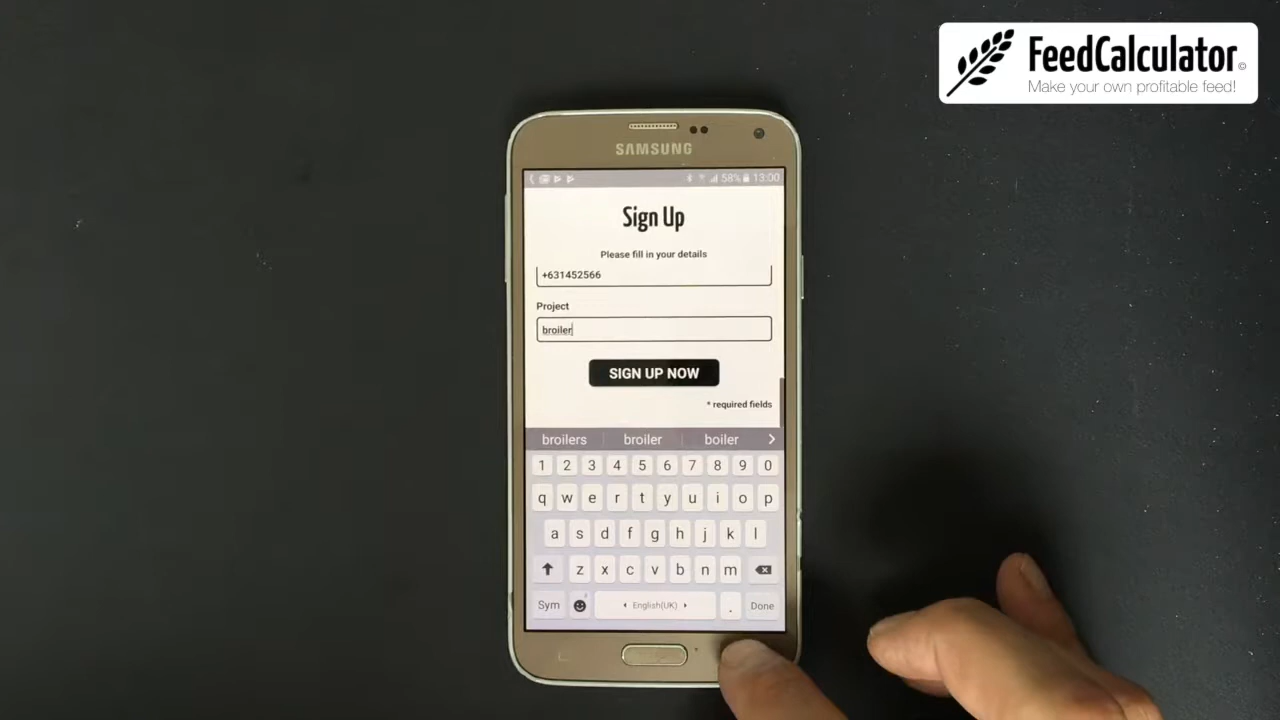 FeedCalculator©
Make your own profitable feed!
SAMSUNG
58% 13:00
Sign Up
Please fill in your details
+631452566
Project
broiler
SIGN UP NOW
* required fields
broilers broiler boiler >
1 2 3 4 5 6 7 8 9 0
q w e r t y u i o p
a s d f g h j k l
z x c v b n m
Sym English(UK) . Done